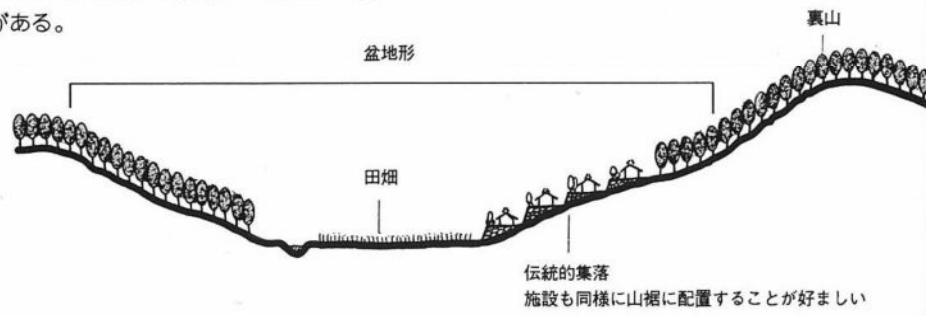 がある。
裏山
盆地形
田畑
伝統的集落
施設も同様に山裾に配置することが好ましい